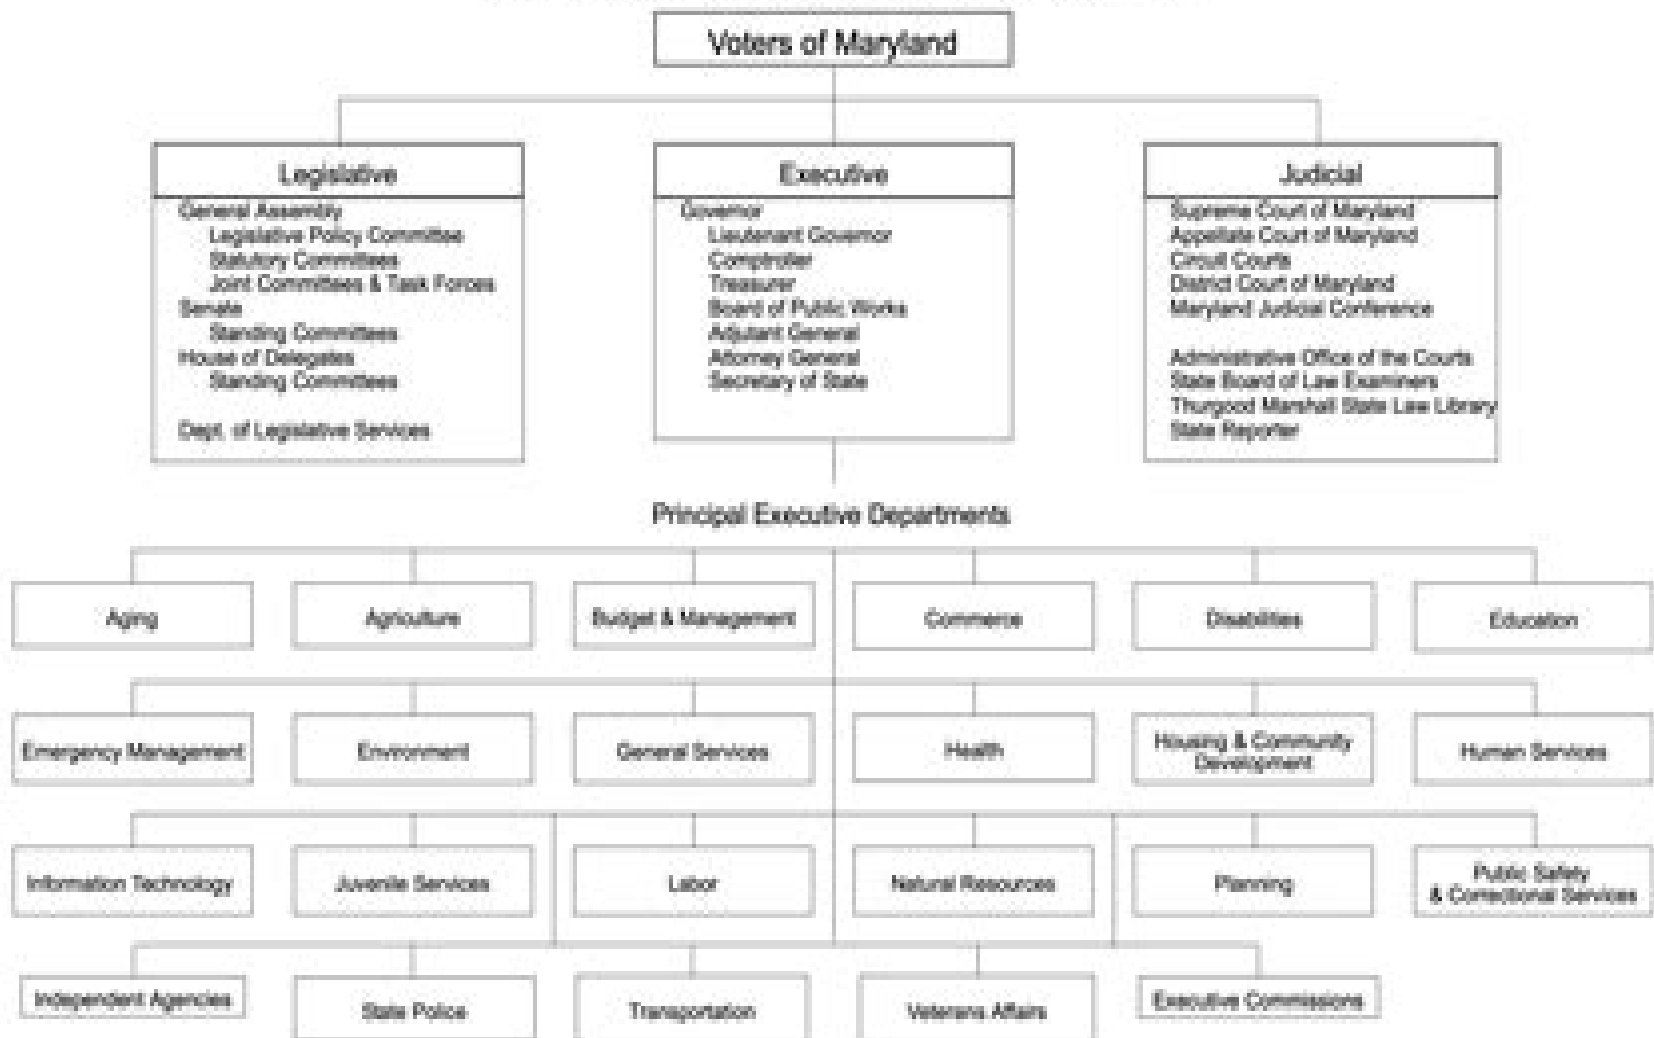 Voters of Maryland
Legislative
General Assembly
Legislative Policy Committee
Statutory Committees
Joint Committees & Task Forces
Senate
Standing Committees
House of Delegates
Standing Committees
Dept. of Legislative Services
Executive
Governor
Lieutenant Governor
Comptroller
Treasurer
Board of Public Works
Adjutant General
Attorney General
Secretary of State
Judicial
Supreme Court of Maryland
Appellate Court of Maryland
Circuit Courts
District Court of Maryland
Maryland Judicial Conference
Administrative Office of the Courts
State Board of Law Examiners
Thurgood Marshall State Law Library
State Reporter
Principal Executive Departments
Aging
Agriculture
Budget & Management
Commerce
Disabilities
Education
Emergency Management
Environment
General Services
Health
Housing & Community
Development
Human Services
Information Technology
Juvenile Services
Labor
Natural Resources
Planning
Public Safety
& Correctional Services
Independent Agencies
State Police
Transportation
Veterans Affairs
Executive Commissions